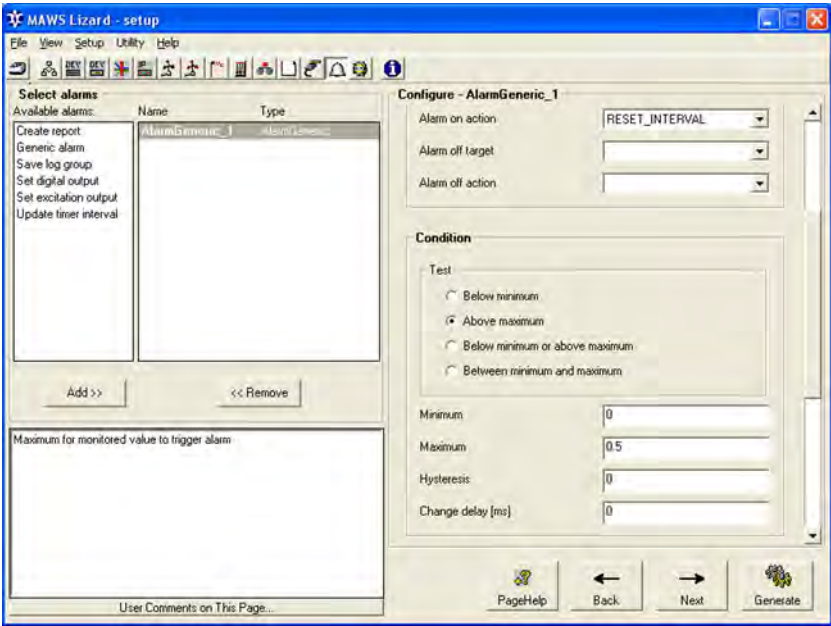 MAWS Lizard - setup
File View Setup Utility Help
DEV DEV
Select alarms
Available alarms: Name Type
Create report
Generic alarm
Save log group
Set digital output
Set excitation output
Update timer interval
AlarmGeneric_1 AlarmGeneric
Add >> << Remove
Maximum for monitored value to trigger alarm
User Comments on This Page...
Configure - AlarmGeneric_1
Alarm on action RESET_INTERVAL
Alarm off target
Alarm off action
Condition
Test
Below minimum
Above maximum
Below minimum or above maximum
Between minimum and maximum
Minimum 0
Maximum 0.5
Hysteresis 0
Change delay [ms] 0
PageHelp Back Next Generate